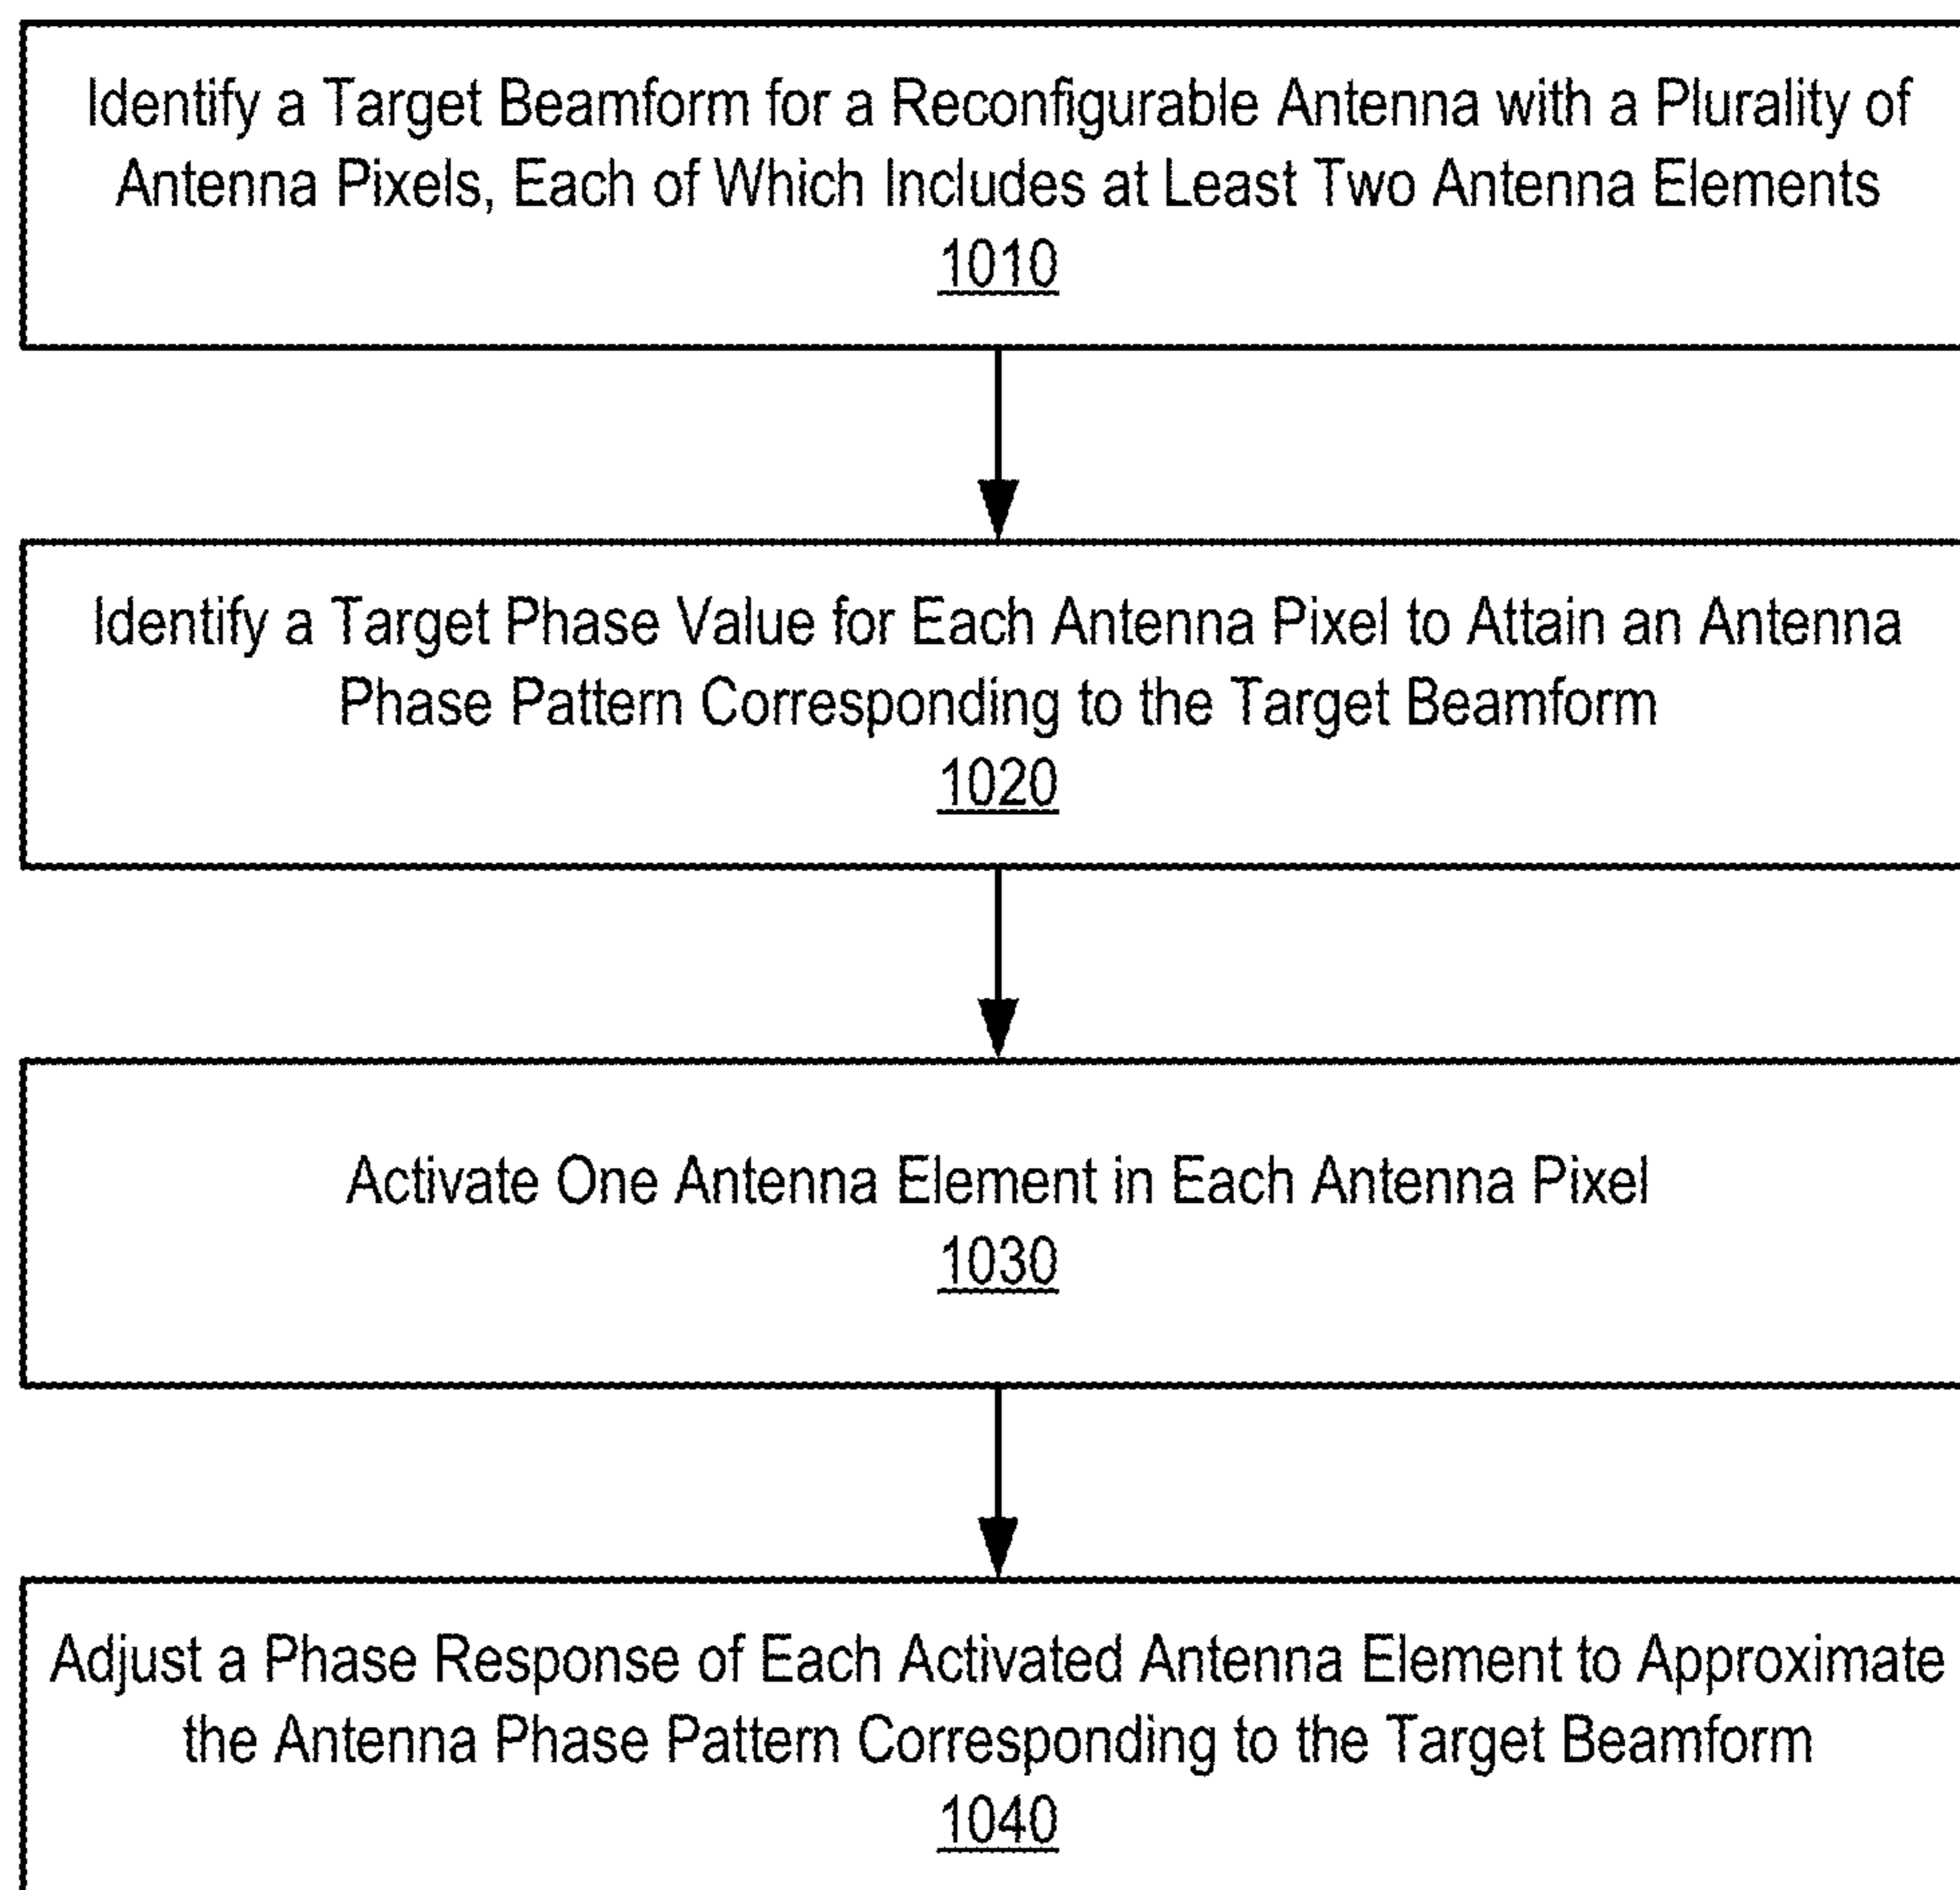 Identify a Target Beamform for a Reconfigurable Antenna with a Plurality of
Antenna Pixels, Each of Which Includes at Least Two Antenna Elements
1010
Identify a Target Phase Value for Each Antenna Pixel to Attain an Antenna
Phase Pattern Corresponding to the Target Beamform
1020
Activate One Antenna Element in Each Antenna Pixel
1030
Adjust a Phase Response of Each Activated Antenna Element to Approximate
the Antenna Phase Pattern Corresponding to the Target Beamform
1040